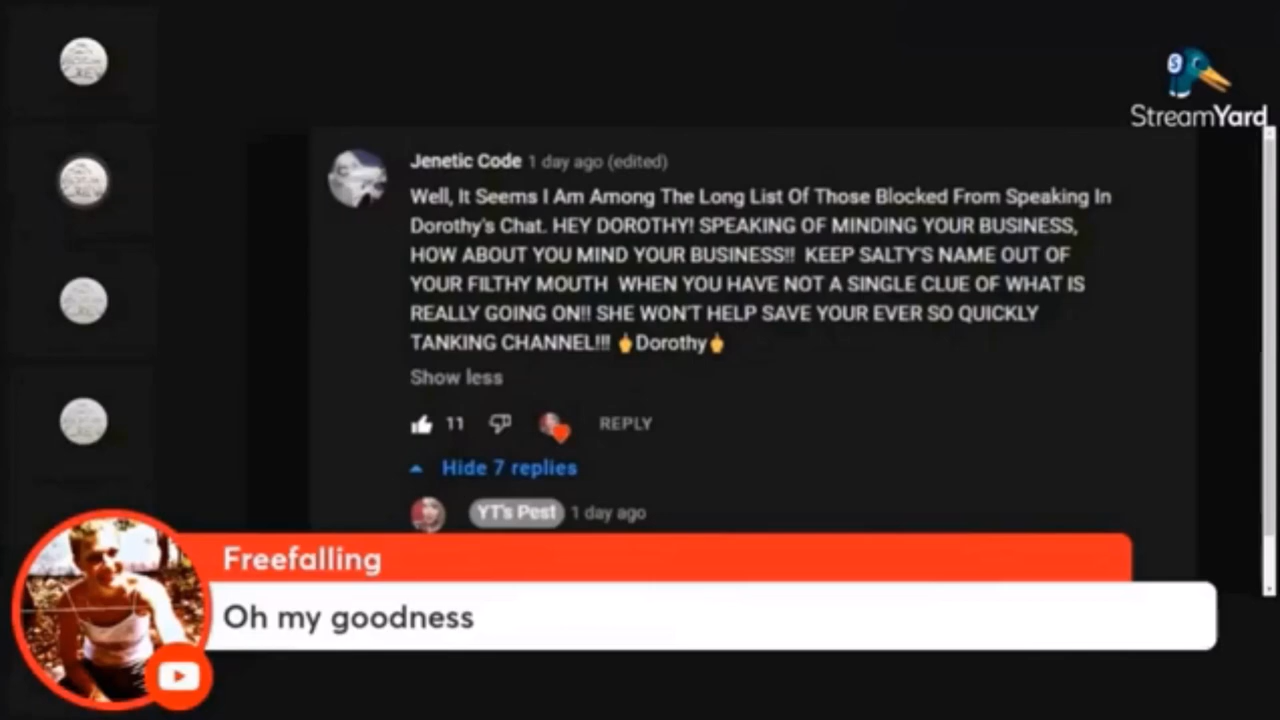 StreamYard
Jenetic Code 1 day ago (edited)
Well, It Seems I Am Among The Long List Of Those Blocked From Speaking In
Dorothy's Chat. HEY DOROTHY! SPEAKING OF MINDING YOUR BUSINESS,
HOW ABOUT YOU MIND YOUR BUSINESS!! KEEP SALTY'S NAME OUT OF
YOUR FILTHY MOUTH WHEN YOU HAVE NOT A SINGLE CLUE OF WHAT IS
REALLY GOING ON!! SHE WON'T HELP SAVE YOUR EVER SO QUICKLY
TANKING CHANNEL!!! 🖕Dorothy🖕
Show less
11 REPLY
Hide 7 replies
YT's Pest 1 day ago
Freefalling
Oh my goodness